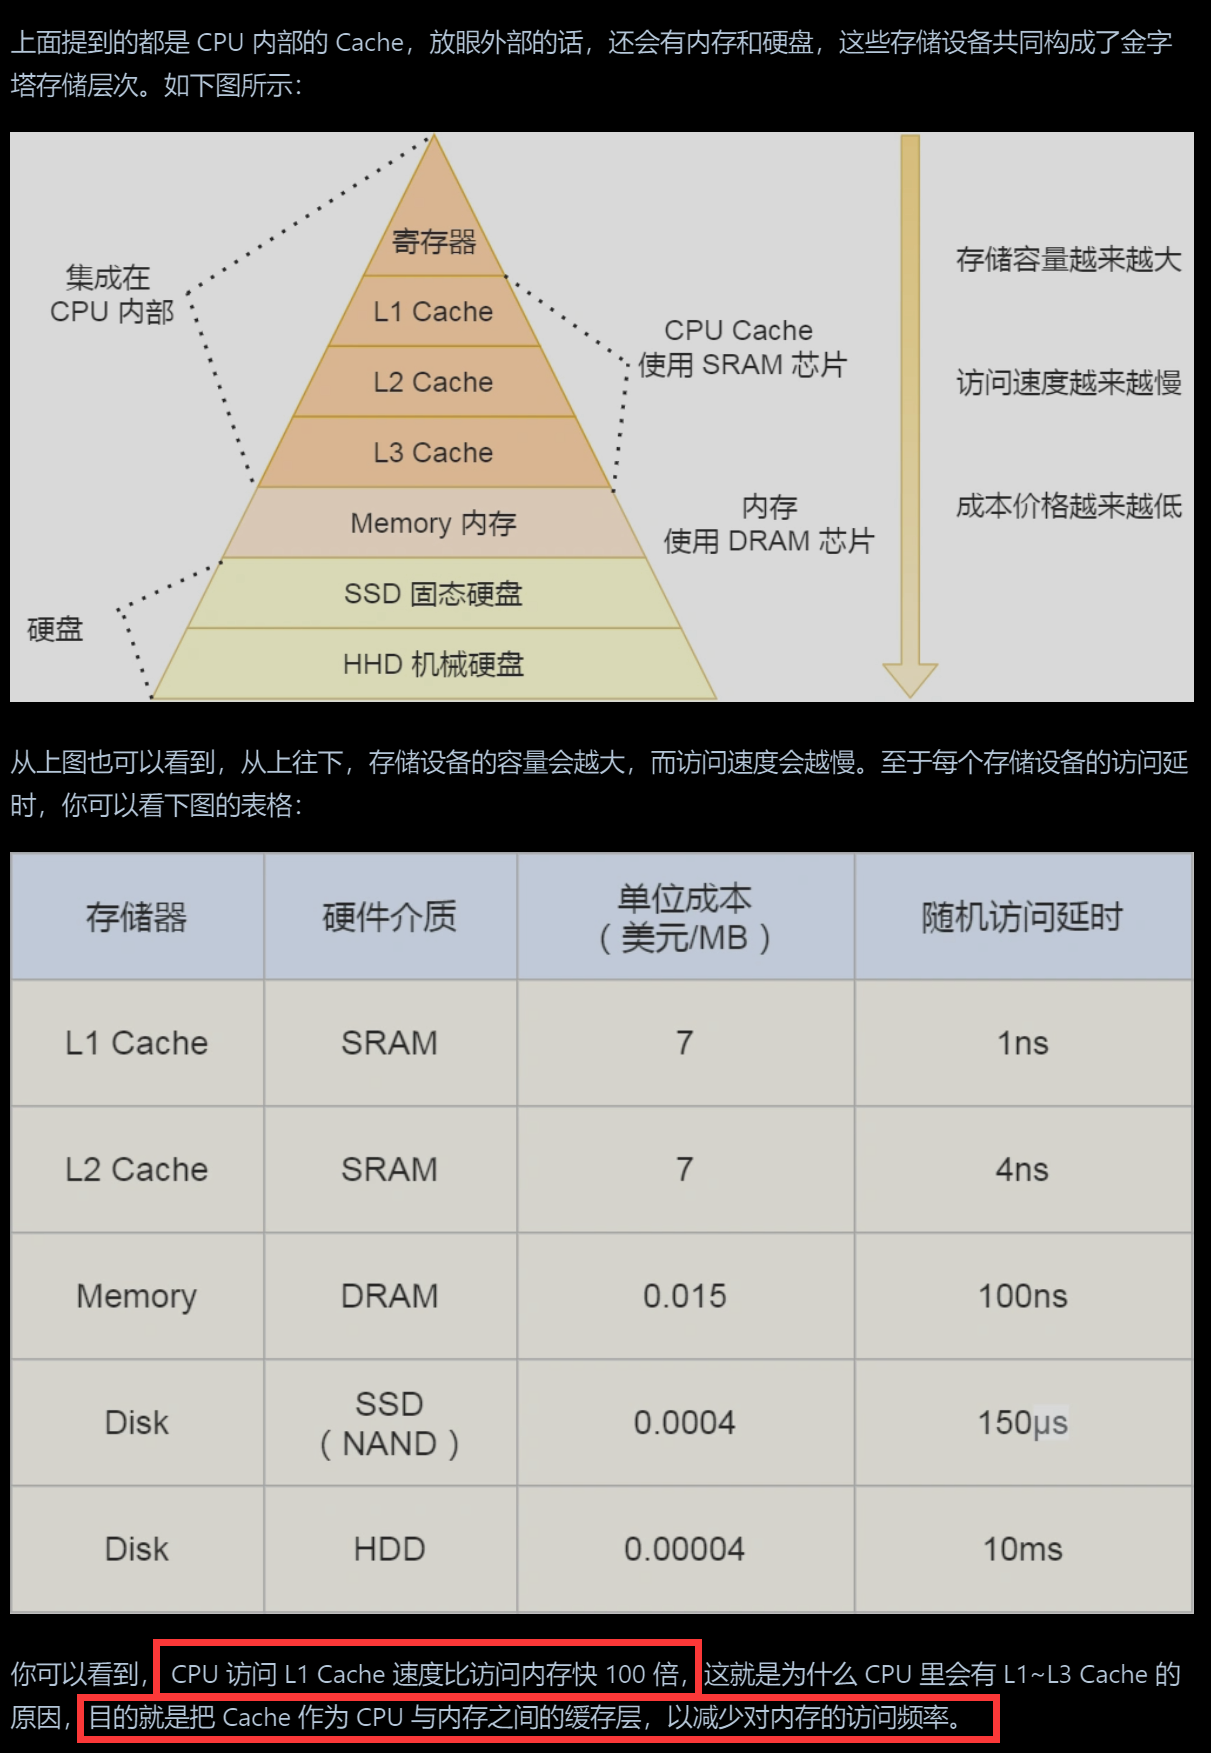 上面提到的都是 CPU 内部的 Cache，放眼外部的话，还会有内存和硬盘，这些存储设备共同构成了金字
塔存储层次。如下图所示：
寄存器
L1 Cache
L2 Cache
L3 Cache
Memory 内存
SSD 固态硬盘
HHD 机械硬盘
集成在
CPU 内部
硬盘
CPU Cache
使用 SRAM 芯片
内存
使用 DRAM 芯片
存储容量越来越大
访问速度越来越慢
成本价格越来越低
从上图也可以看到，从上往下，存储设备的容量会越大，而访问速度会越慢。至于每个存储设备的访问延
时，你可以看下图的表格：
存储器 硬件介质 单位成本 随机访问延时
（美元/MB）
L1 Cache SRAM 7 1ns
L2 Cache SRAM 7 4ns
Memory DRAM 0.015 100ns
Disk SSD 0.0004 150μs
（NAND）
Disk HDD 0.00004 10ms
你可以看到，CPU 访问 L1 Cache 速度比访问内存快 100 倍，这就是为什么 CPU 里会有 L1~L3 Cache 的
原因，目的就是把 Cache 作为 CPU 与内存之间的缓存层，以减少对内存的访问频率。